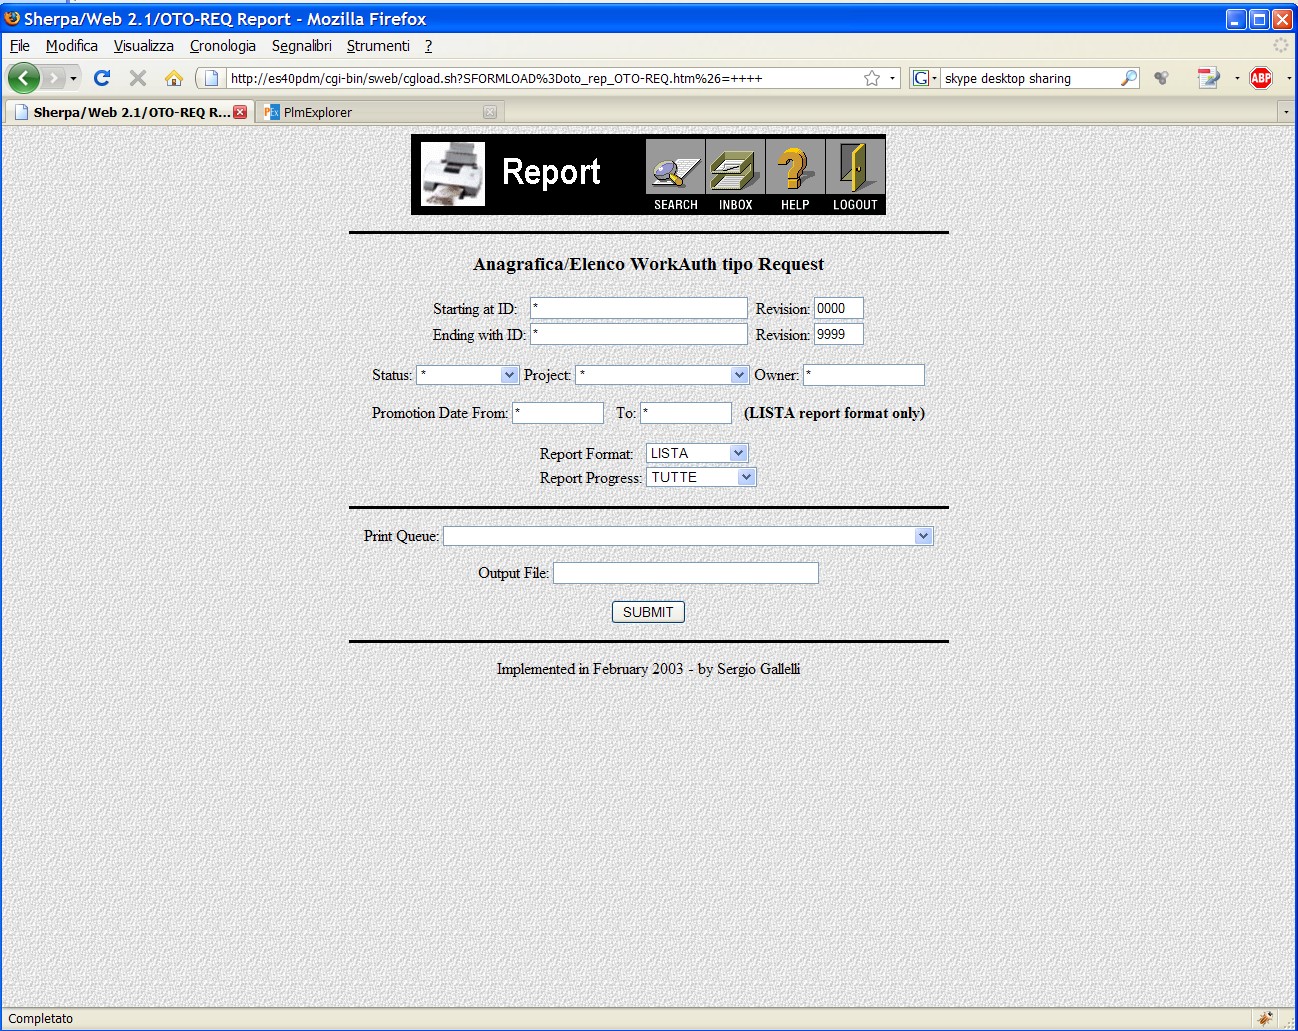 Sherpa/Web 2.1/OTO-REQ Report - Mozilla Firefox
File Modifica Visualizza Cronologia Segnalibri Strumenti ?
http://es40pdm/cgi-bin/sweb/cgload.sh?SFORMLOAD%3Doto_rep_OTO-REQ.htm%26=++++ G skype desktop sharing ABP
Sherpa/Web 2.1/OTO-REQ R... PlmExplorer
Report
SEARCH INBOX HELP LOGOUT
Anagrafica/Elenco WorkAuth tipo Request
Starting at ID: * Revision: 0000
Ending with ID: * Revision: 9999
Status: * Project: * Owner: *
Promotion Date From: * To: * (LISTA report format only)
Report Format: LISTA
Report Progress: TUTTE
Print Queue:
Output File:
SUBMIT
Implemented in February 2003 - by Sergio Gallelli
Completato